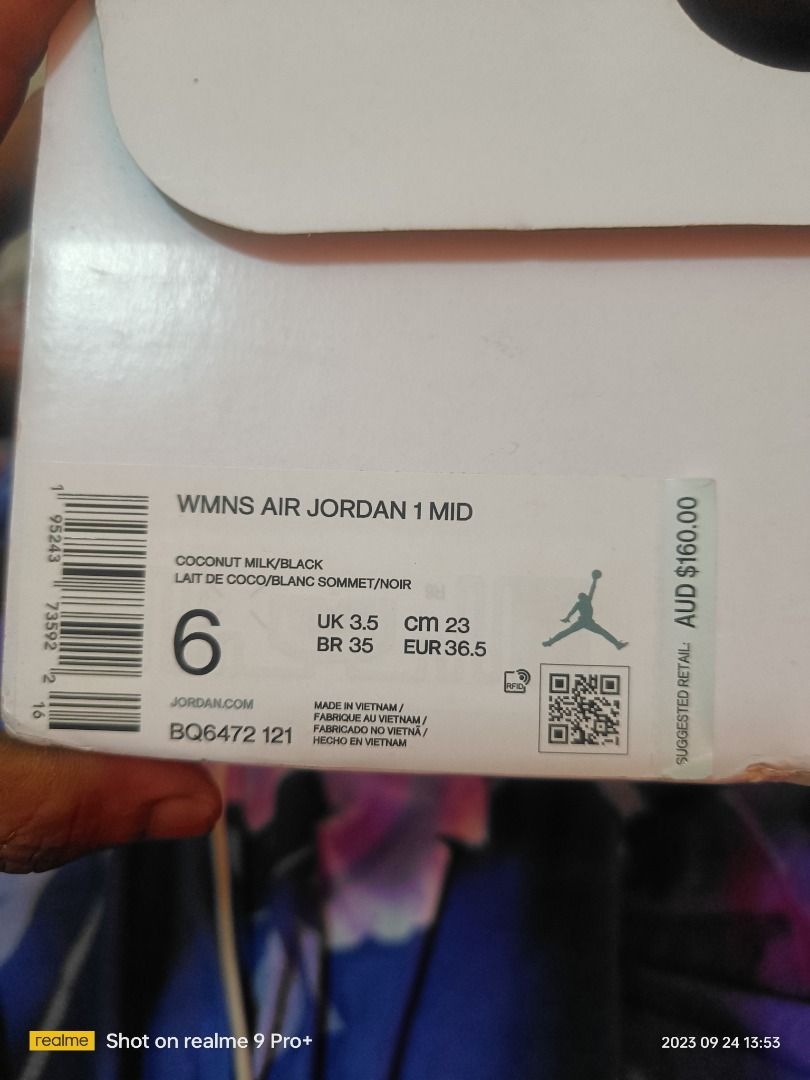 WMNS AIR JORDAN 1 MID
COCONUT MILK/BLACK
LAIT DE COCO/BLANC SOMMET/NOIR
6
UK 3.5 cm 23
BR 35 EUR 36.5
JORDAN.COM
BQ6472 121
MADE IN VIETNAM /
FABRIQUE AU VIETNAM /
FABRICADO NO VIETNÃ /
HECHO EN VIETNAM
RFID
1 95243 73592 2
16
SUGGESTED RETAIL: AUD $160.00
realme Shot on realme 9 Pro+
2023 09 24 13:53